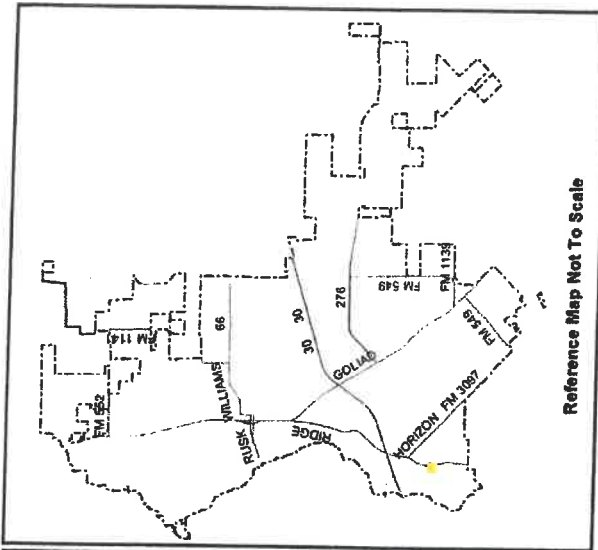 FM 552
FM 114
WILLIAMS
66
RUSK
RIDGE
30
30
276
GOLIAD
FM 549
FM 1139
FM 549
HORIZON FM 3097
Reference Map Not To Scale